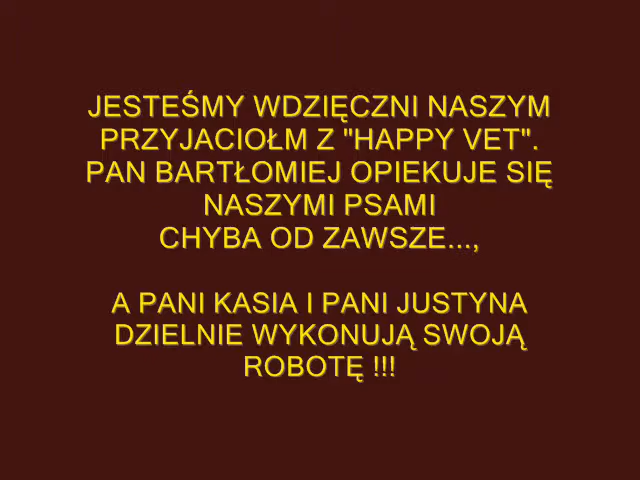 JESTEŚMY WDZIĘCZNI NASZYM
PRZYJACIOŁM Z "HAPPY VET".
PAN BARTŁOMIEJ OPIEKUJE SIĘ
NASZYMI PSAMI
CHYBA OD ZAWSZE...,
A PANI KASIA I PANI JUSTYNA
DZIELNIE WYKONUJĄ SWOJĄ
ROBOTĘ !!!